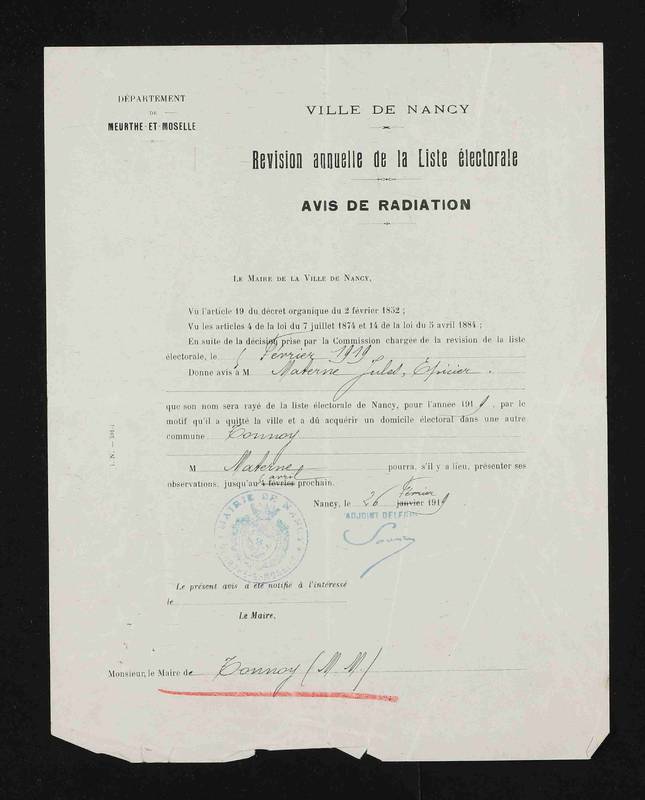 DÉPARTEMENT
DE
MEURTHE-ET-MOSELLE
VILLE DE NANCY
Revision annuelle de la Liste électorale
AVIS DE RADIATION
LE MAIRE DE LA VILLE DE NANCY,
Vu l'article 19 du décret organique du 2 février 1852 ;
Vu les articles 4 de la loi du 7 juillet 1874 et 14 de la loi du 5 avril 1884 ;
En suite de la décision prise par la Commission chargée de la revision de la liste
électorale, le Février 1919
Donne avis à M Materne Jules, Épicier.
que son nom sera rayé de la liste électorale de Nancy, pour l'année 1919, par le
motif qu'il a quitté la ville et a dû acquérir un domicile électoral dans une autre
commune Tonnoy
M Materne pourra, s'il y a lieu, présenter ses
avril
observations, jusqu'au 4 février prochain.
Février
Nancy, le 26 janvier 1919
ADJOINT DÉLÉGUÉ
MAIRIE DE NANCY
Le présent avis a été notifié à l'intéressé
le
Le Maire,
Monsieur, le Maire de Tonnoy (M. M.)